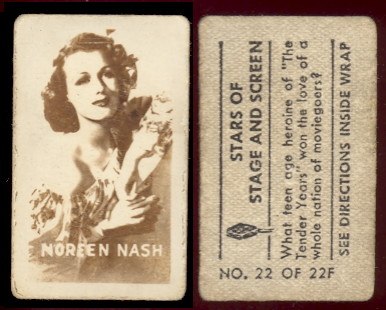 NOREEN NASH
STARS OF
STAGE AND SCREEN
What teen age heroine of "The
Tender Years" won the love of a
whole nation of moviegoers?
SEE DIRECTIONS INSIDE WRAP
NO. 22 OF 22F